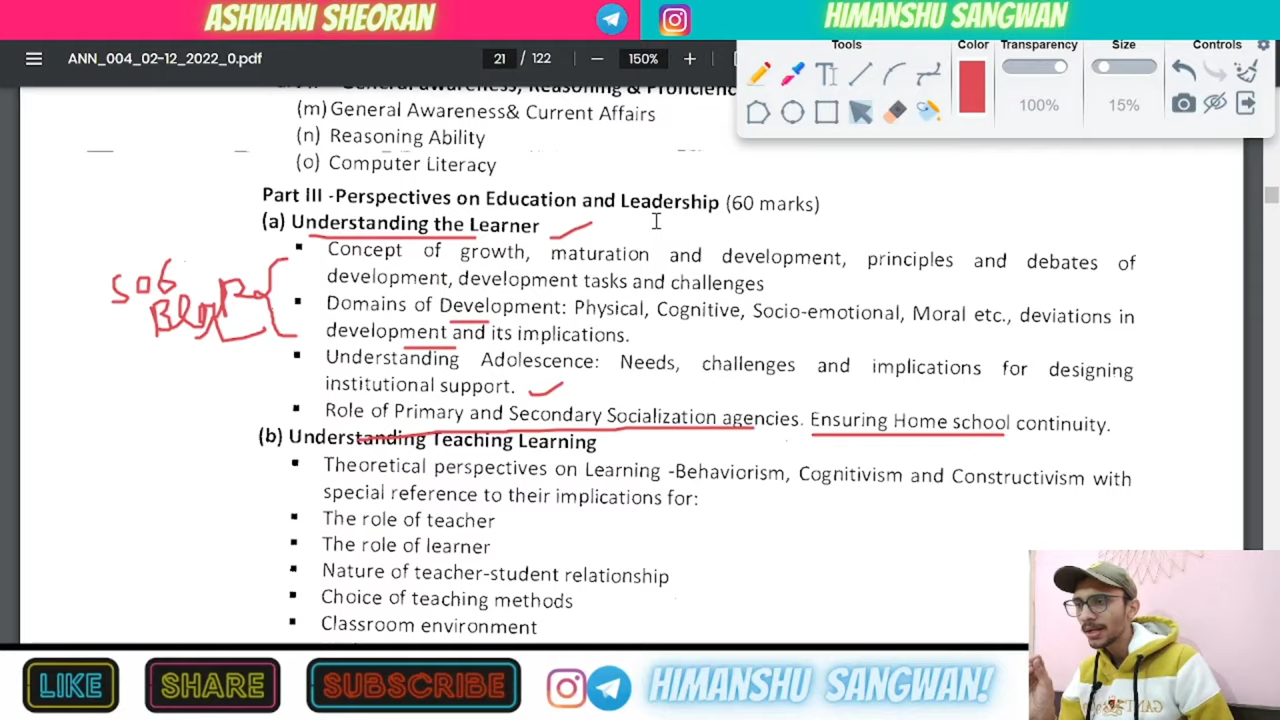 ASHWANI SHEORAN
HIMANSHU SANGWAN
ANN_004_02-12_2022_0.pdf
21 / 122
150%
Tools
Color
Transparency
Size
Controls
100%
15%
General awareness, Reasoning & Proficienc
(m) General Awareness& Current Affairs
(n) Reasoning Ability
(o) Computer Literacy
Part III -Perspectives on Education and Leadership (60 marks)
(a) Understanding the Learner
▪ Concept of growth, maturation and development, principles and debates of
development, development tasks and challenges
▪ Domains of Development: Physical, Cognitive, Socio-emotional, Moral etc., deviations in
development and its implications.
▪ Understanding Adolescence: Needs, challenges and implications for designing
institutional support.
▪ Role of Primary and Secondary Socialization agencies. Ensuring Home school continuity.
(b) Understanding Teaching Learning
▪ Theoretical perspectives on Learning -Behaviorism, Cognitivism and Constructivism with
special reference to their implications for:
▪ The role of teacher
▪ The role of learner
▪ Nature of teacher-student relationship
▪ Choice of teaching methods
▪ Classroom environment
LIKE
SHARE
SUBSCRIBE
HIMANSHU SANGWAN!